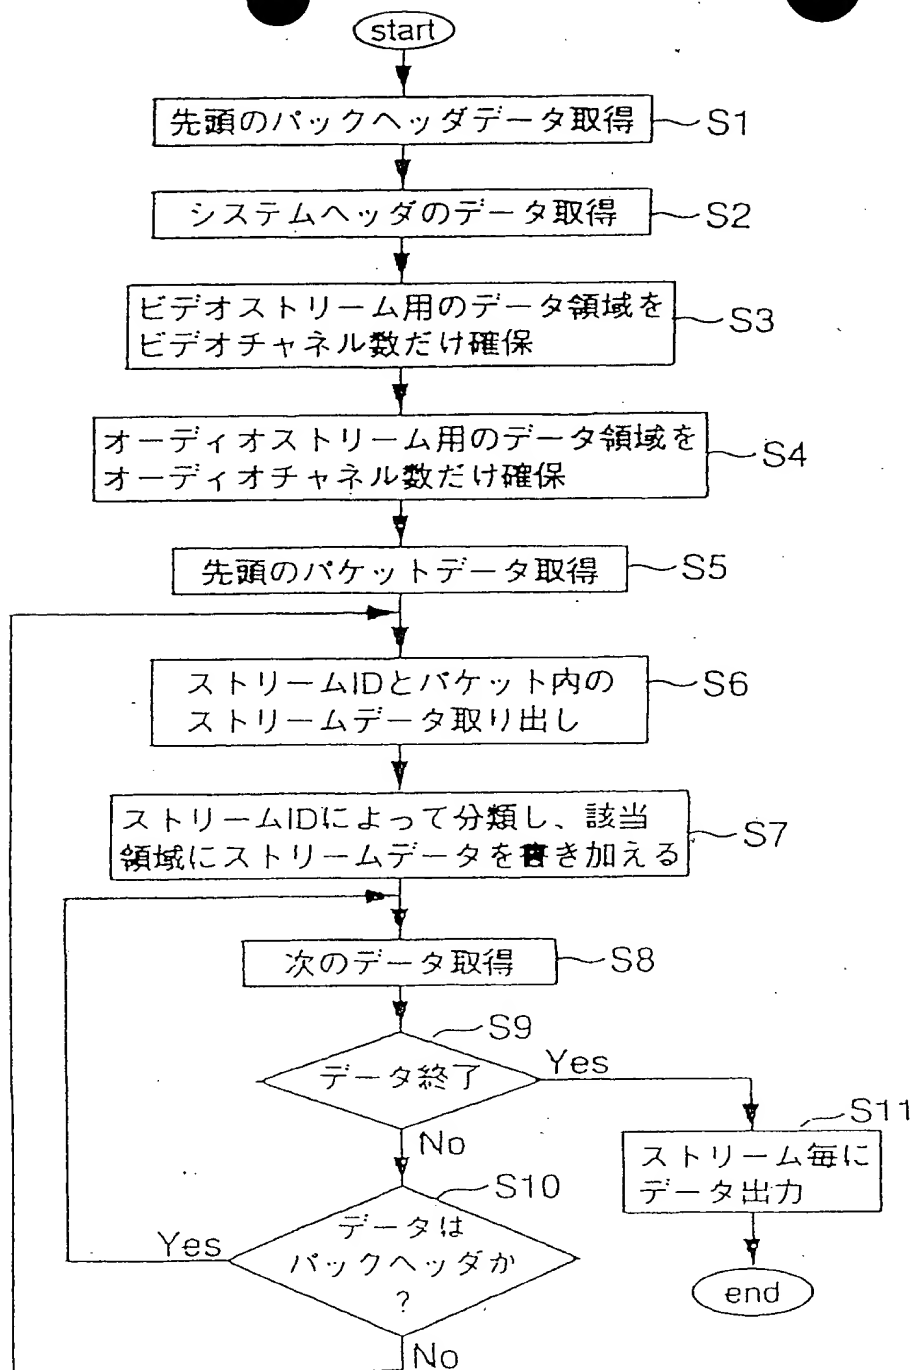 start
先頭のパックヘッダデータ取得
S1
システムヘッダのデータ取得
S2
ビデオストリーム用のデータ領域を
ビデオチャネル数だけ確保
S3
オーディオストリーム用のデータ領域を
オーディオチャネル数だけ確保
S4
先頭のパケットデータ取得
S5
ストリームIDとパケット内の
ストリームデータ取り出し
S6
ストリームIDによって分類し、該当
領域にストリームデータを書き加える
S7
次のデータ取得
S8
S9
データ終了
Yes
No
S11
ストリーム毎に
データ出力
S10
データは
パックヘッダか
?
Yes
end
No